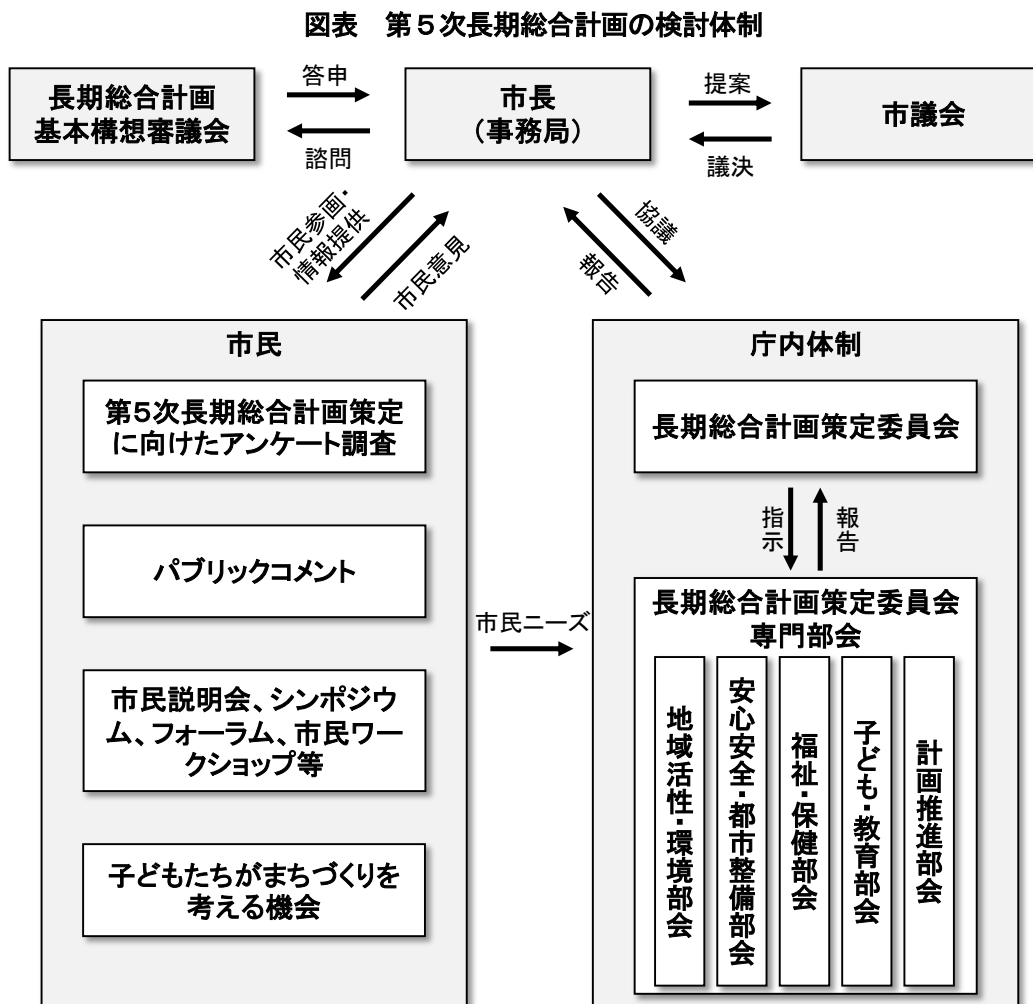 図表　第５次長期総合計画の検討体制
長期総合計画
基本構想審議会
答申
諮問
市長
（事務局）
提案
議決
市議会
市民参画・
情報提供
市民意見
協議
報告
市民
第５次長期総合計画策定
に向けたアンケート調査
パブリックコメント
市民説明会、シンポジウ
ム、フォーラム、市民ワー
クショップ等
子どもたちがまちづくりを
考える機会
市民ニーズ
庁内体制
長期総合計画策定委員会
指示
報告
長期総合計画策定委員会
専門部会
地域活性・環境部会
安心安全・都市整備部会
福祉・保健部会
子ども・教育部会
計画推進部会